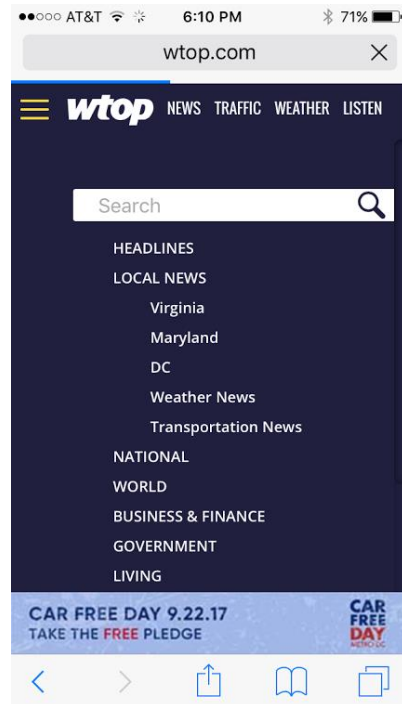 AT&T 6:10 PM 71%
wtop.com
wtop NEWS TRAFFIC WEATHER LISTEN
Search
HEADLINES
LOCAL NEWS
Virginia
Maryland
DC
Weather News
Transportation News
NATIONAL
WORLD
BUSINESS & FINANCE
GOVERNMENT
LIVING
CAR FREE DAY 9.22.17
TAKE THE FREE PLEDGE
CAR
FREE
DAY
METRO DC